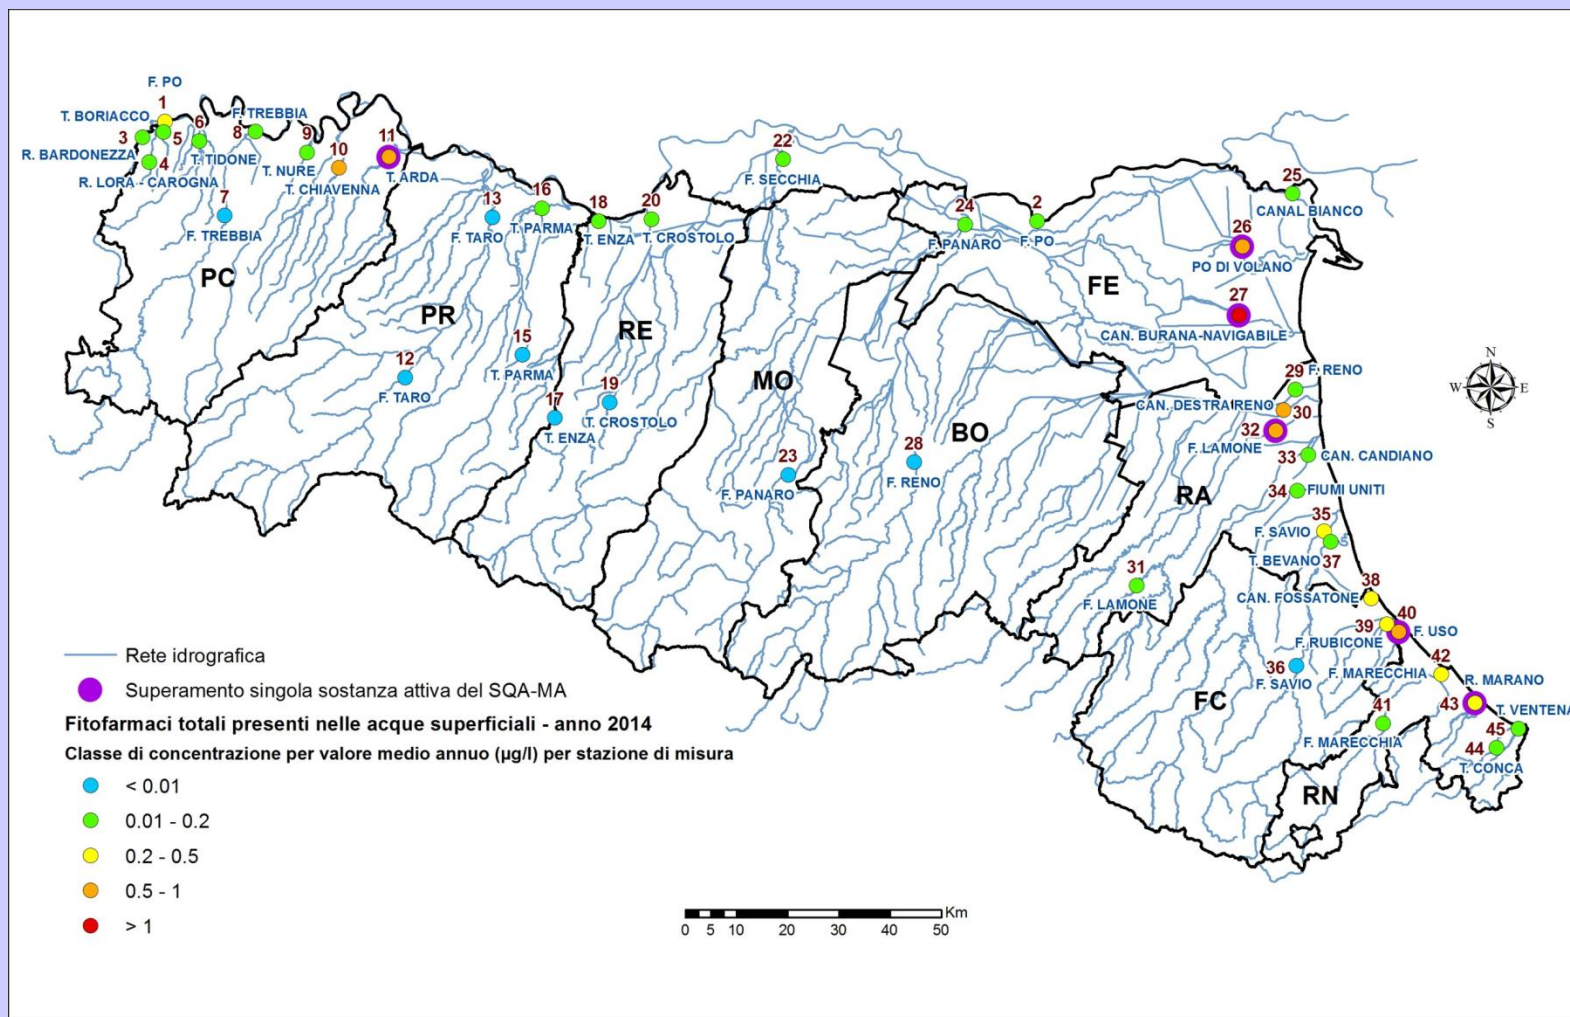 F. PO
1
T. BORIACCO
F. TREBBIA
3
5
6
8
9
10
11
R. BARDONEZZA
4
T. TIDONE
T. NURE
R. LORA - CAROGNA
T. CHIAVENNA
T. ARDA
7
F. TREBBIA
PC
13
F. TARO
16
T. PARMA
18
T. ENZA
20
T. CROSTOLO
22
F. SECCHIA
24
F. PANARO
2
F. PO
25
CANAL BIANCO
26
PO DI VOLANO
FE
27
CAN. BURANA-NAVIGABILE
PR
RE
15
T. PARMA
12
F. TARO
17
T. ENZA
19
T. CROSTOLO
MO
BO
23
F. PANARO
28
F. RENO
29
F. RENO
CAN. DESTRA RENO
30
32
F. LAMONE
33
CAN. CANDIANO
RA
34
FIUMI UNITI
35
F. SAVIO
T. BEVANO
37
31
F. LAMONE
38
CAN. FOSSATONE
40
39
F. USO
F. RUBICONE
36
F. SAVIO
42
F. MARECCHIA
R. MARANO
43
FC
41
F. MARECCHIA
T. VENTENA
45
44
T. CONCA
RN
N
W
E
S
Rete idrografica
Superamento singola sostanza attiva del SQA-MA
Fitofarmaci totali presenti nelle acque superficiali - anno 2014
Classe di concentrazione per valore medio annuo (µg/l) per stazione di misura
< 0.01
0.01 - 0.2
0.2 - 0.5
0.5 - 1
> 1
Km
0 5 10 20 30 40 50